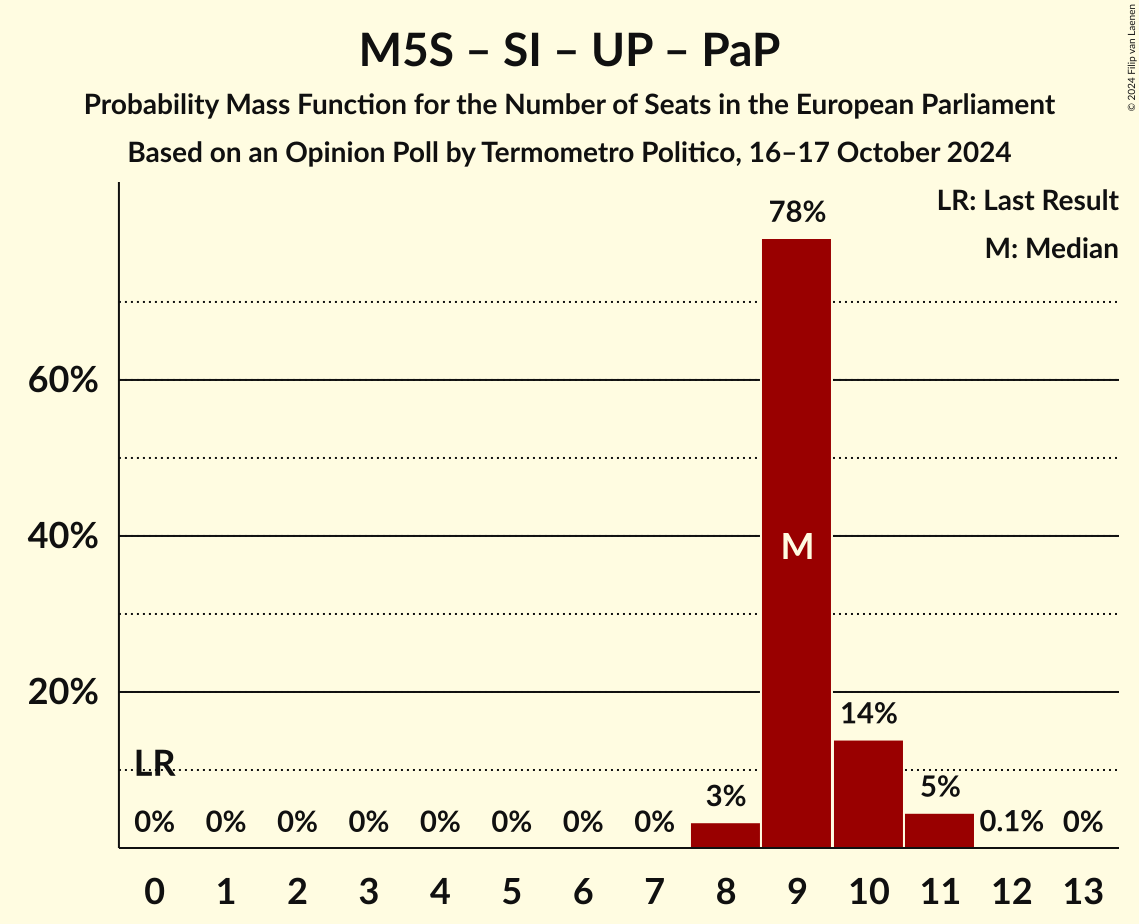 M5S – SI – UP – PaP
Probability Mass Function for the Number of Seats in the European Parliament
Based on an Opinion Poll by Termometro Politico, 16–17 October 2024
© 2024 Filip van Laenen
LR: Last Result
M: Median
78%
60%
40%
M
20%
14%
LR
5%
3%
0% 0% 0% 0% 0% 0% 0% 0% 0.1% 0%
0 1 2 3 4 5 6 7 8 9 10 11 12 13